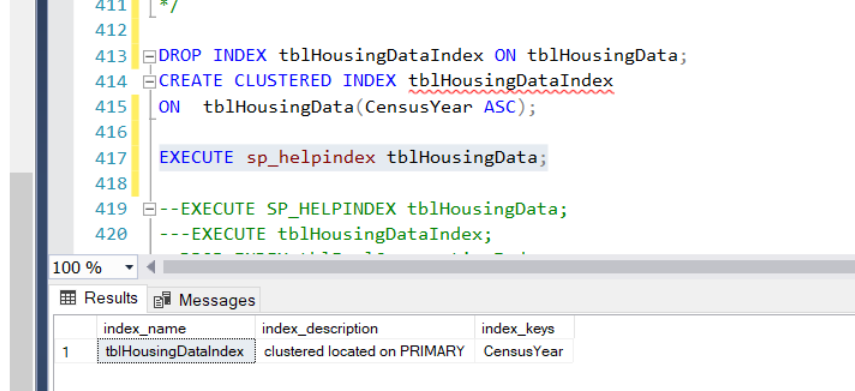 411 */
412
413 DROP INDEX tblHousingDataIndex ON tblHousingData;
414 CREATE CLUSTERED INDEX tblHousingDataIndex
415 ON  tblHousingData(CensusYear ASC);
416
417 EXECUTE sp_helpindex tblHousingData;
418
419 --EXECUTE SP_HELPINDEX tblHousingData;
420 ---EXECUTE tblHousingDataIndex;
100 %
Results Messages
index_name index_description index_keys
1 tblHousingDataIndex clustered located on PRIMARY CensusYear